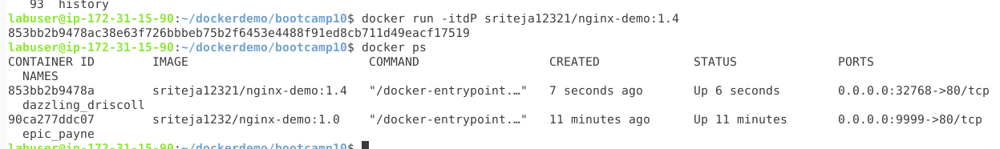 93  history
labuser@ip-172-31-15-90:~/dockerdemo/bootcamp10$ docker run -itdP sriteja12321/nginx-demo:1.4
853bb2b9478ac38e63f726bbbeb75b2f6453e4488f91ed8cb711d49eacf17519
labuser@ip-172-31-15-90:~/dockerdemo/bootcamp10$ docker ps
CONTAINER ID        IMAGE                         COMMAND                  CREATED             STATUS              PORTS
  NAMES
853bb2b9478a        sriteja12321/nginx-demo:1.4   "/docker-entrypoint.…"   7 seconds ago       Up 6 seconds        0.0.0.0:32768->80/tcp
  dazzling_driscoll
90ca277ddc07        sriteja1232/nginx-demo:1.0    "/docker-entrypoint.…"   11 minutes ago      Up 11 minutes       0.0.0.0:9999->80/tcp
  epic_payne
labuser@ip-172-31-15-90:~/dockerdemo/bootcamp10$